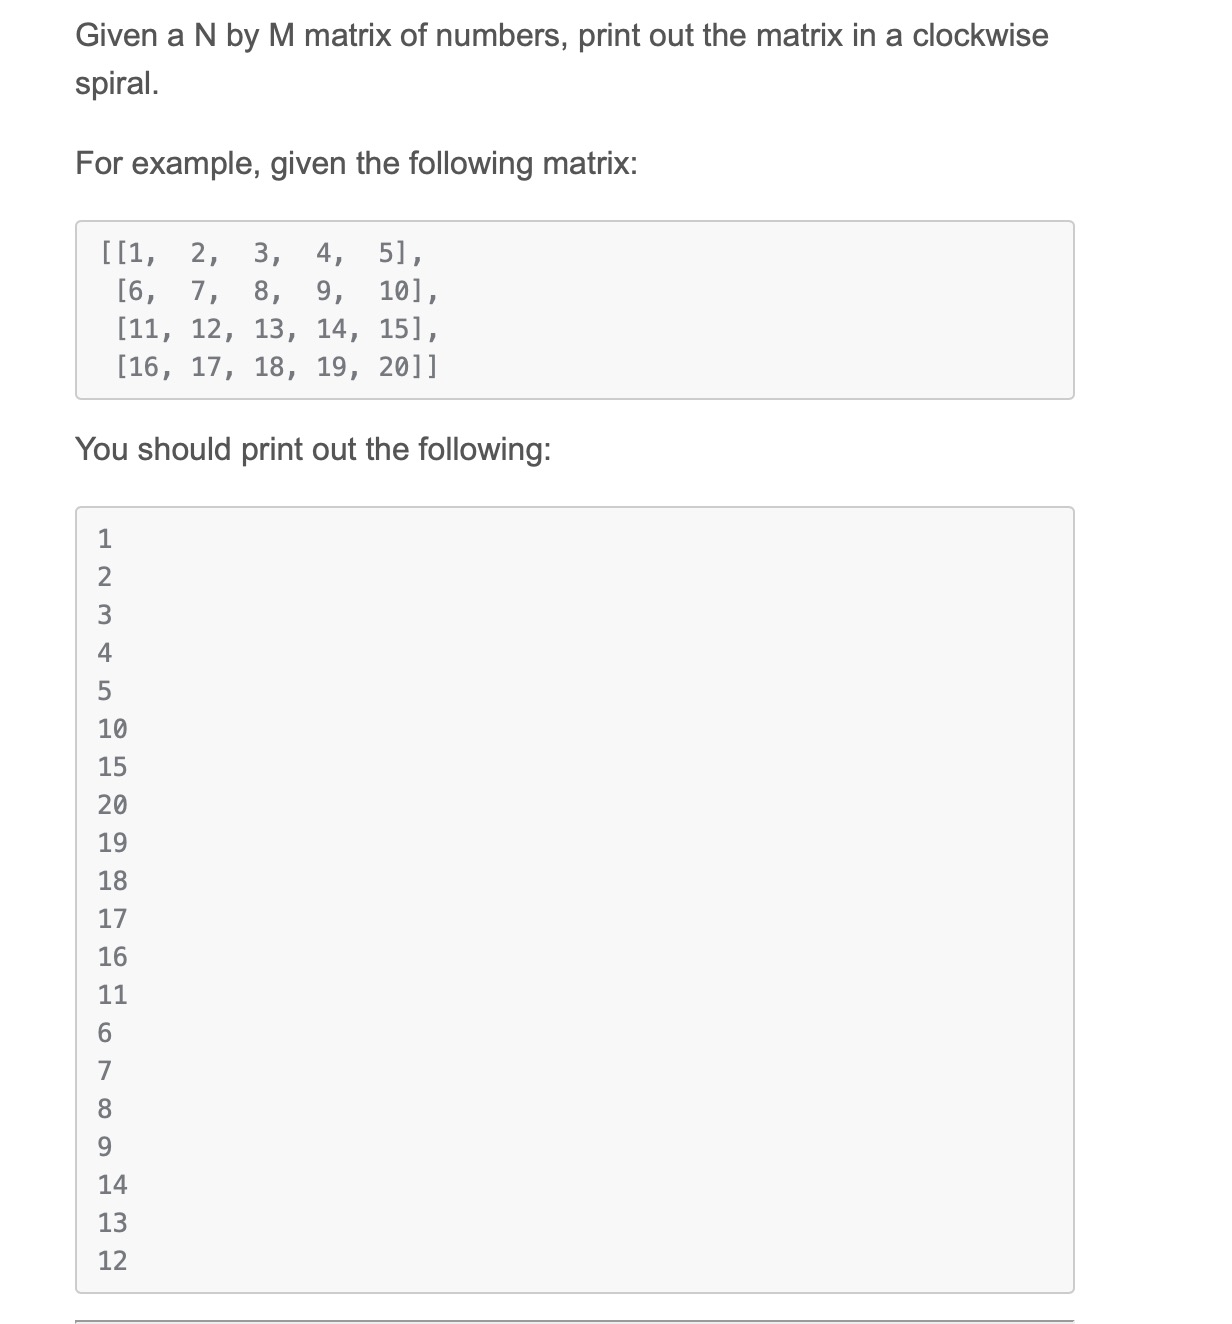 Given a N by M matrix of numbers, print out the matrix in a clockwise
spiral.
For example, given the following matrix:
[[1,  2,  3,  4,  5],
 [6,  7,  8,  9,  10],
 [11, 12, 13, 14, 15],
 [16, 17, 18, 19, 20]]
You should print out the following:
1
2
3
4
5
10
15
20
19
18
17
16
11
6
7
8
9
14
13
12